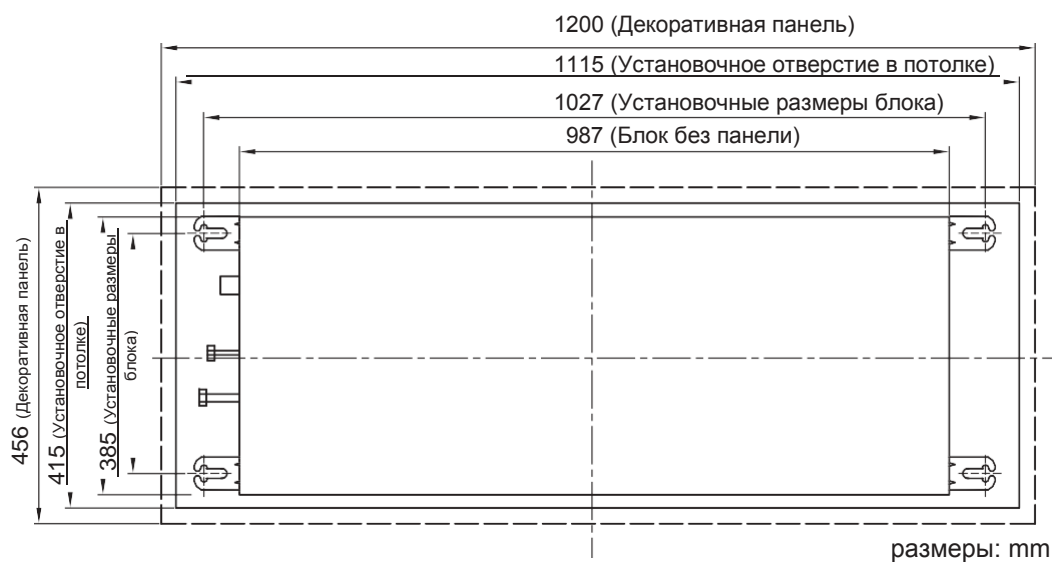 1200 (Декоративная панель)
1115 (Установочное отверстие в потолке)
1027 (Установочные размеры блока)
987 (Блок без панели)
456 (Декоративная панель)
415 (Установочное отверстие в
потолке)
385 (Установочные размеры
блока)
размеры: mm